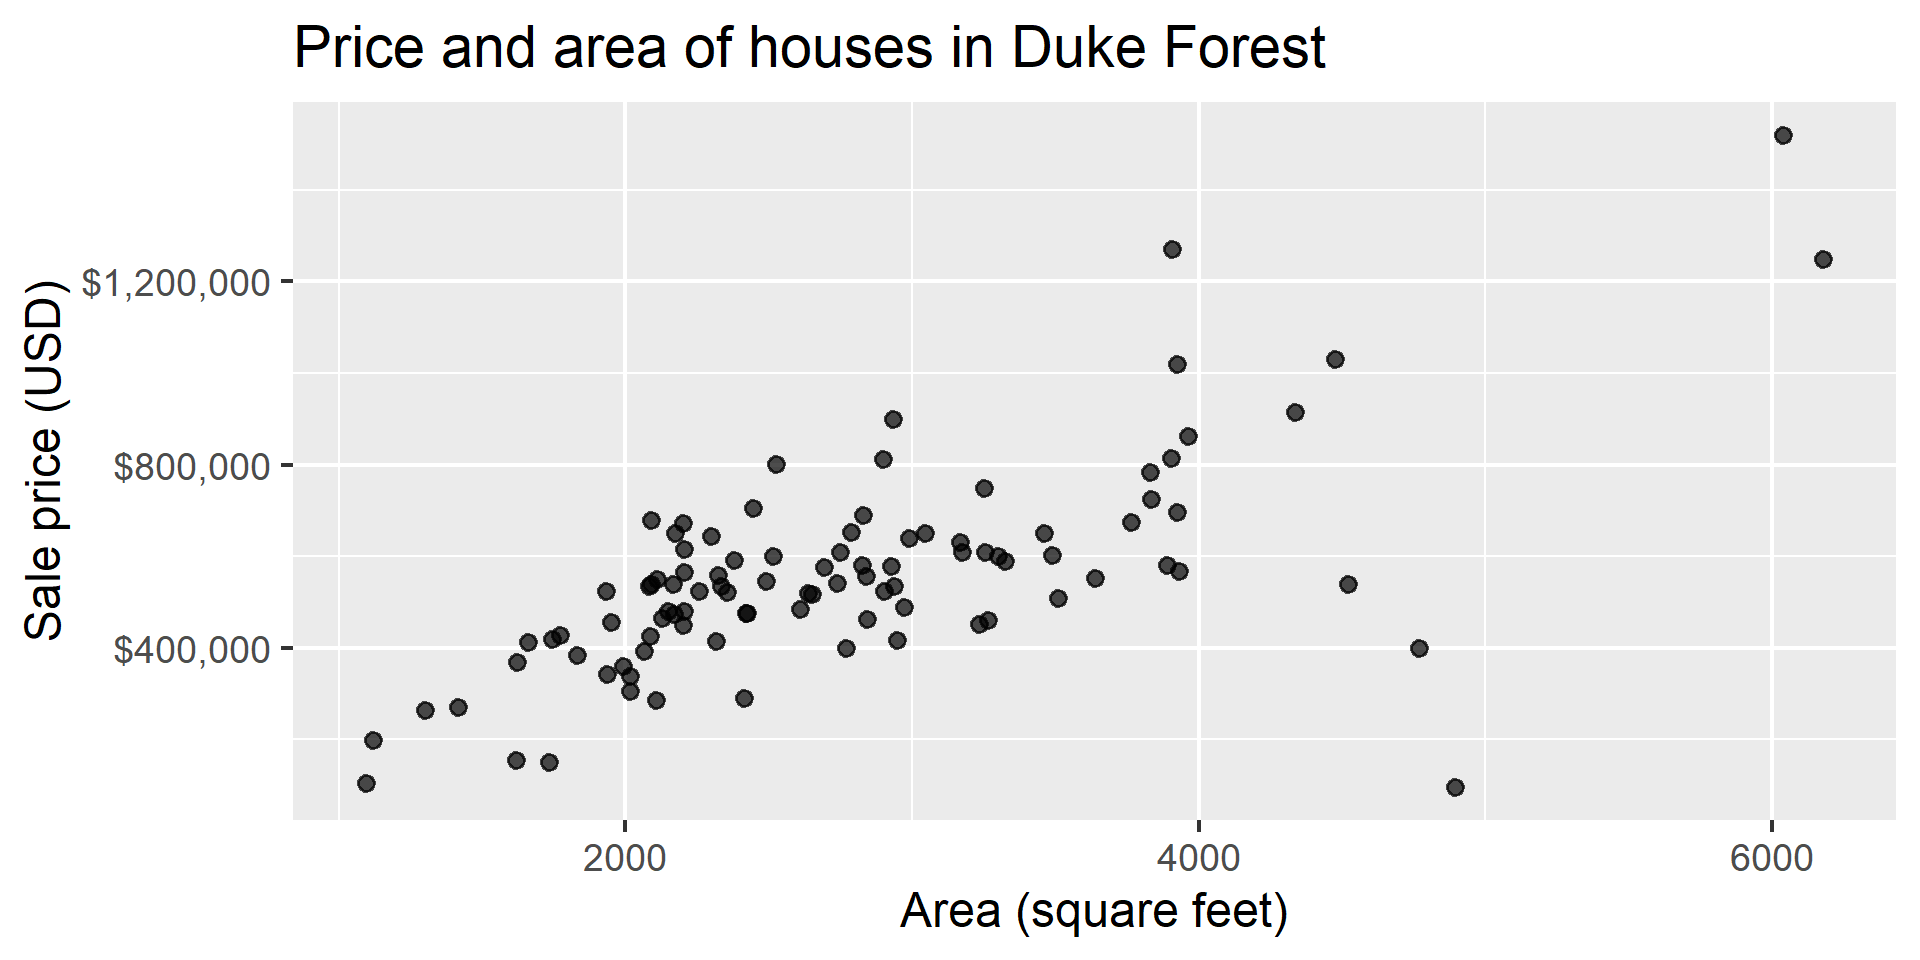 Price and area of houses in Duke Forest
Sale price (USD)
$1,200,000
$800,000
$400,000
2000 4000 6000
Area (square feet)